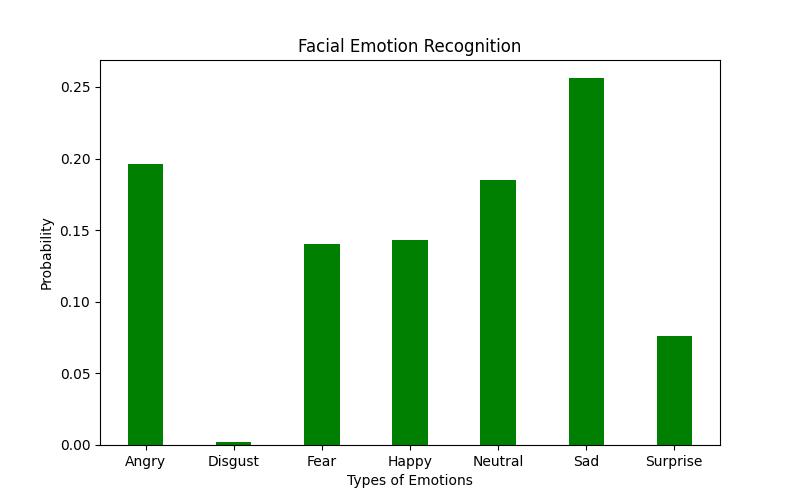 Facial Emotion Recognition
0.25
0.20
0.15
0.10
0.05
0.00
Probability
Angry Disgust Fear Happy Neutral Sad Surprise
Types of Emotions